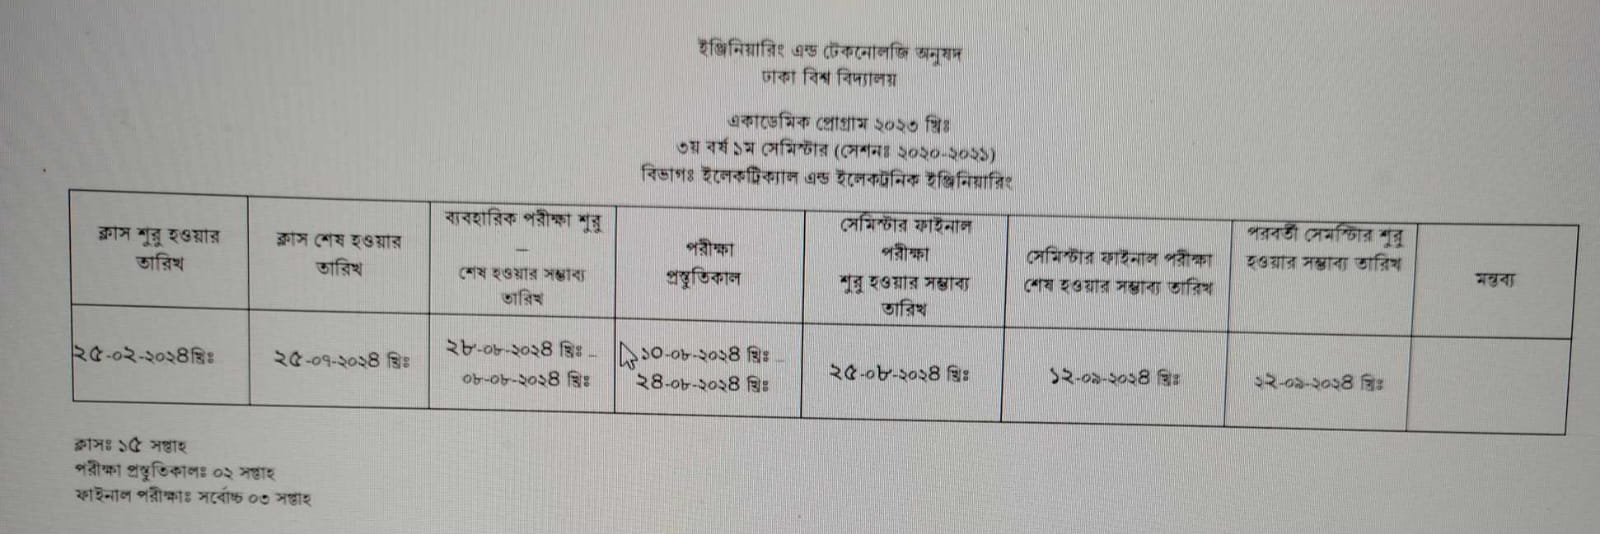 ইঞ্জিনিয়ারিং এন্ড টেকনোলজি অনুষদ
ঢাকা বিশ্ব বিদ্যালয়
একাডেমিক প্রোগ্রাম ২০২৩ খ্রিঃ
৩য় বর্ষ ১ম সেমিস্টার (সেশনঃ ২০২০-২০২১)
বিভাগঃ ইলেকট্রিক্যাল এন্ড ইলেকট্রনিক ইঞ্জিনিয়ারিং
ক্লাস শুরু হওয়ার
তারিখ
ক্লাস শেষ হওয়ার
তারিখ
ব্যবহারিক পরীক্ষা শুরু
–
শেষ হওয়ার সম্ভাব্য
তারিখ
পরীক্ষা
প্রস্তুতিকাল
সেমিস্টার ফাইনাল
পরীক্ষা
শুরু হওয়ার সম্ভাব্য
তারিখ
সেমিস্টার ফাইনাল পরীক্ষা
শেষ হওয়ার সম্ভাব্য তারিখ
পরবর্তী সেমস্টিার শুরু
হওয়ার সম্ভাব্য তারিখ
মন্তব্য
২৫-০২-২০২৪খ্রিঃ
২৫-০৭-২০২৪ খ্রিঃ
২৮-০৮-২০২৪ খ্রিঃ –
০৮-০৮-২০২৪ খ্রিঃ
১০-০৮-২০২৪ খ্রিঃ –
২৪-০৮-২০২৪ খ্রিঃ
২৫-০৮-২০২৪ খ্রিঃ
১২-০৯-২০২৪ খ্রিঃ
২২-০৯-২০২৪ খ্রিঃ
ক্লাসঃ ১৫ সপ্তাহ
পরীক্ষা প্রস্তুতিকালঃ ০২ সপ্তাহ
ফাইনাল পরীক্ষাঃ সর্বোচ্চ ০৩ সপ্তাহ